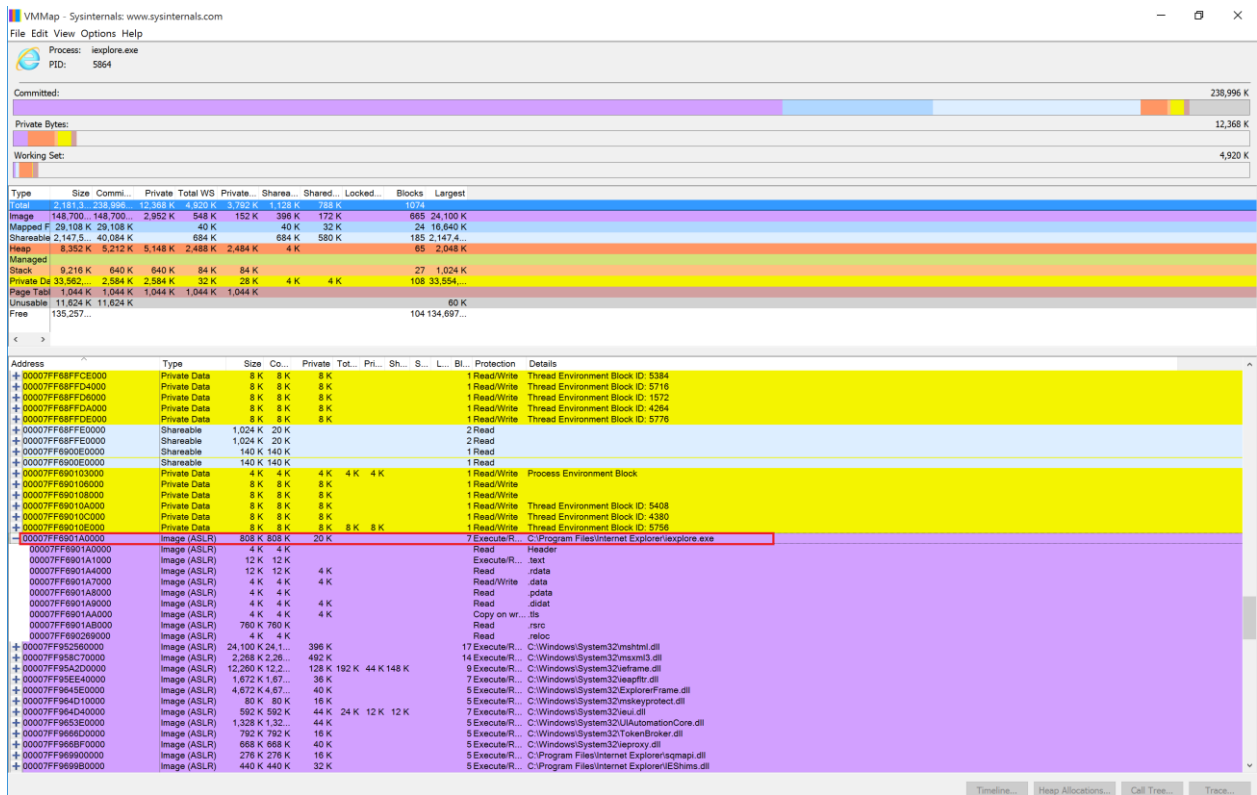 VMMap - Sysinternals: www.sysinternals.com
File Edit View Options Help
Process: iexplore.exe
PID: 5864
Committed: 238,996 K
Private Bytes: 12,368 K
Working Set: 4,920 K
Type Size Commi... Private Total WS Private... Sharea... Shared... Locked... Blocks Largest
Total 2,181,3... 238,996... 12,368 K 4,920 K 3,792 K 1,128 K 788 K 1074
Image 148,700... 148,700... 2,952 K 548 K 152 K 396 K 172 K 665 24,100 K
Mapped F 29,108 K 29,108 K 40 K 40 K 32 K 24 16,640 K
Shareable 2,147,5... 40,084 K 684 K 684 K 580 K 185 2,147,4...
Heap 8,352 K 5,212 K 5,148 K 2,488 K 2,484 K 4 K 65 2,048 K
Managed
Stack 9,216 K 640 K 640 K 84 K 84 K 27 1,024 K
Private Da 33,562,... 2,584 K 2,584 K 32 K 28 K 4 K 4 K 108 33,554,...
Page Tabl 1,044 K 1,044 K 1,044 K 1,044 K 1,044 K
Unusable 11,624 K 11,624 K 60 K
Free 135,257... 104 134,697...
Address Type Size Co... Private Tot... Pri... Sh... S... L... Bl... Protection Details
00007FF68FFCE000 Private Data 8 K 8 K 8 K 1 Read/Write Thread Environment Block ID: 5384
00007FF68FFD4000 Private Data 8 K 8 K 8 K 1 Read/Write Thread Environment Block ID: 5716
00007FF68FFD6000 Private Data 8 K 8 K 8 K 1 Read/Write Thread Environment Block ID: 1572
00007FF68FFDA000 Private Data 8 K 8 K 8 K 1 Read/Write Thread Environment Block ID: 4264
00007FF68FFDE000 Private Data 8 K 8 K 8 K 1 Read/Write Thread Environment Block ID: 5776
00007FF68FFE0000 Shareable 1,024 K 20 K 2 Read
00007FF68FFE0000 Shareable 1,024 K 20 K 2 Read
00007FF6900E0000 Shareable 140 K 140 K 1 Read
00007FF6900E0000 Shareable 140 K 140 K 1 Read
00007FF690103000 Private Data 4 K 4 K 4 K 4 K 4 K 1 Read/Write Process Environment Block
00007FF690106000 Private Data 8 K 8 K 8 K 1 Read/Write
00007FF690108000 Private Data 8 K 8 K 8 K 1 Read/Write
00007FF69010A000 Private Data 8 K 8 K 8 K 1 Read/Write Thread Environment Block ID: 5408
00007FF69010C000 Private Data 8 K 8 K 8 K 1 Read/Write Thread Environment Block ID: 4380
00007FF69010E000 Private Data 8 K 8 K 8 K 8 K 8 K 1 Read/Write Thread Environment Block ID: 5756
00007FF6901A0000 Image (ASLR) 808 K 808 K 20 K 7 Execute/R... C:\Program Files\Internet Explorer\iexplore.exe
00007FF6901A0000 Image (ASLR) 4 K 4 K Read Header
00007FF6901A1000 Image (ASLR) 12 K 12 K Execute/R... .text
00007FF6901A4000 Image (ASLR) 12 K 12 K 4 K Read .rdata
00007FF6901A7000 Image (ASLR) 4 K 4 K 4 K Read/Write .data
00007FF6901A8000 Image (ASLR) 4 K 4 K Read .pdata
00007FF6901A9000 Image (ASLR) 4 K 4 K 4 K Read .didat
00007FF6901AA000 Image (ASLR) 4 K 4 K 4 K Copy on wr... .tls
00007FF6901AB000 Image (ASLR) 760 K 760 K Read .rsrc
00007FF690269000 Image (ASLR) 4 K 4 K Read .reloc
00007FF952560000 Image (ASLR) 24,100 K 24,1... 396 K 17 Execute/R... C:\Windows\System32\mshtml.dll
00007FF958C70000 Image (ASLR) 2,268 K 2,26... 492 K 14 Execute/R... C:\Windows\System32\msxml3.dll
00007FF95A2D0000 Image (ASLR) 12,260 K 12,2... 128 K 192 K 44 K 148 K 9 Execute/R... C:\Windows\System32\ieframe.dll
00007FF95EE40000 Image (ASLR) 1,672 K 1,67... 36 K 7 Execute/R... C:\Windows\System32\ieapfltr.dll
00007FF9645E0000 Image (ASLR) 4,672 K 4,67... 40 K 5 Execute/R... C:\Windows\System32\ExplorerFrame.dll
00007FF964D10000 Image (ASLR) 80 K 80 K 16 K 5 Execute/R... C:\Windows\System32\mskeyprotect.dll
00007FF964D40000 Image (ASLR) 592 K 592 K 44 K 24 K 12 K 12 K 7 Execute/R... C:\Windows\System32\ieui.dll
00007FF9653E0000 Image (ASLR) 1,328 K 1,32... 44 K 5 Execute/R... C:\Windows\System32\UIAutomationCore.dll
00007FF9666D0000 Image (ASLR) 792 K 792 K 16 K 5 Execute/R... C:\Windows\System32\TokenBroker.dll
00007FF966BF0000 Image (ASLR) 668 K 668 K 40 K 5 Execute/R... C:\Windows\System32\ieproxy.dll
00007FF969900000 Image (ASLR) 276 K 276 K 16 K 5 Execute/R... C:\Program Files\Internet Explorer\sqmapi.dll
00007FF9699B0000 Image (ASLR) 440 K 440 K 32 K 5 Execute/R... C:\Program Files\Internet Explorer\IEShims.dll
Timeline... Heap Allocations... Call Tree... Trace...